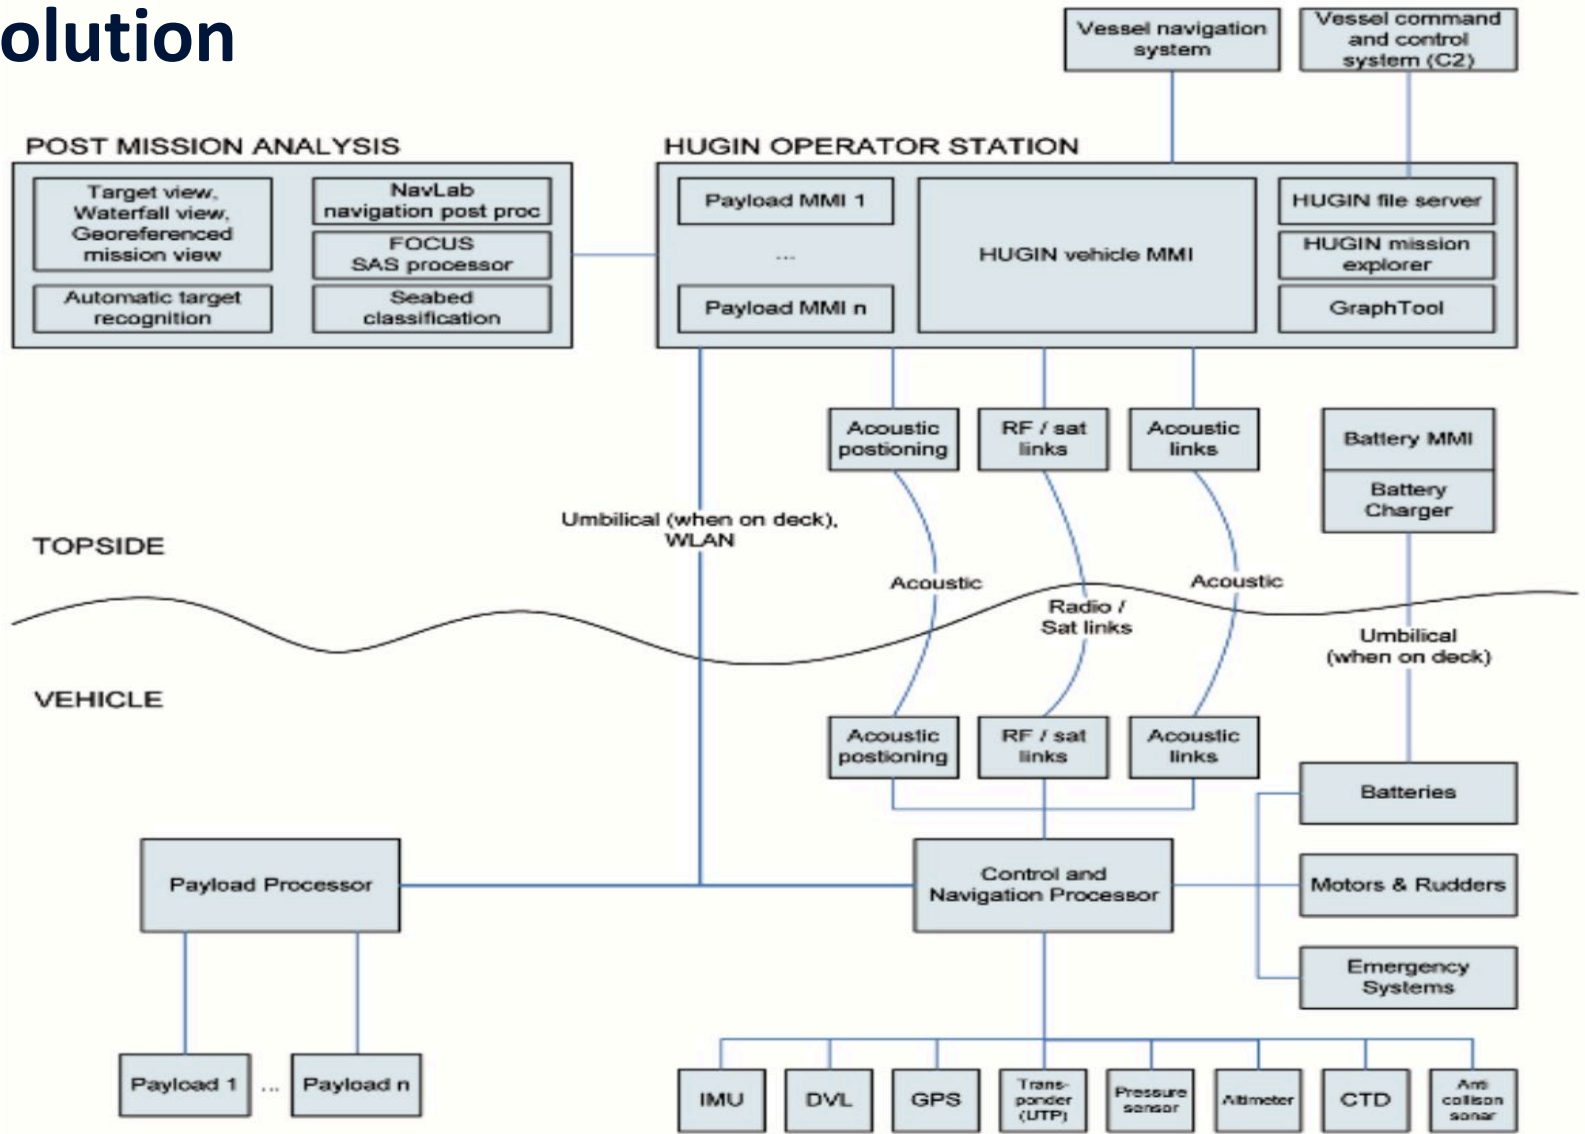 olution
Vessel navigation
system
Vessel command
and control
system (C2)
POST MISSION ANALYSIS
HUGIN OPERATOR STATION
Target view,
Waterfall view,
Georeferenced
mission view
NavLab
navigation post proc
FOCUS
SAS processor
Automatic target
recognition
Seabed
classification
Payload MMI 1
...
Payload MMI n
HUGIN vehicle MMI
HUGIN file server
HUGIN mission
explorer
GraphTool
Acoustic
postioning
RF / sat
links
Acoustic
links
Battery MMI
Battery
Charger
Umbilical (when on deck),
WLAN
TOPSIDE
Acoustic
Radio /
Sat links
Acoustic
Umbilical
(when on deck)
VEHICLE
Acoustic
postioning
RF / sat
links
Acoustic
links
Batteries
Payload Processor
Control and
Navigation Processor
Motors & Rudders
Emergency
Systems
Payload 1
...
Payload n
IMU
DVL
GPS
Trans-
ponder
(UTP)
Pressure
sensor
Altimeter
CTD
Anti
collison
sonar